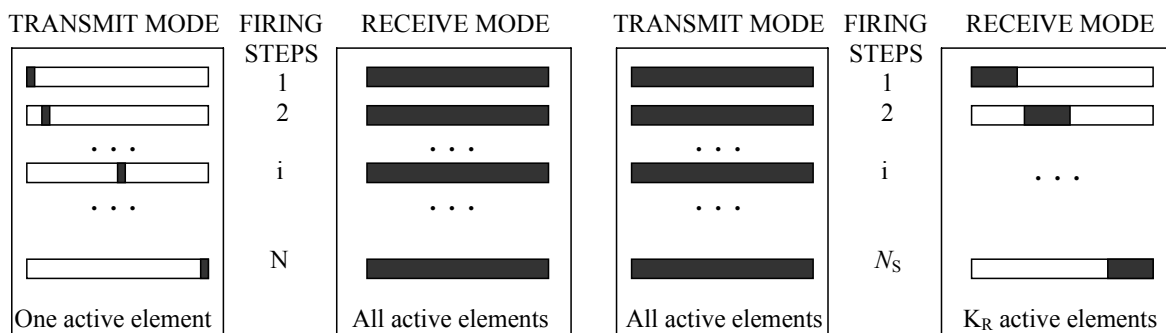 TRANSMIT MODE FIRING STEPS RECEIVE MODE
1
2
. . . . . .
i
. . . . . .
N
One active element All active elements
TRANSMIT MODE FIRING STEPS RECEIVE MODE
1
2
. . .
i . . .
. . .
N_S
All active elements K_R active elements